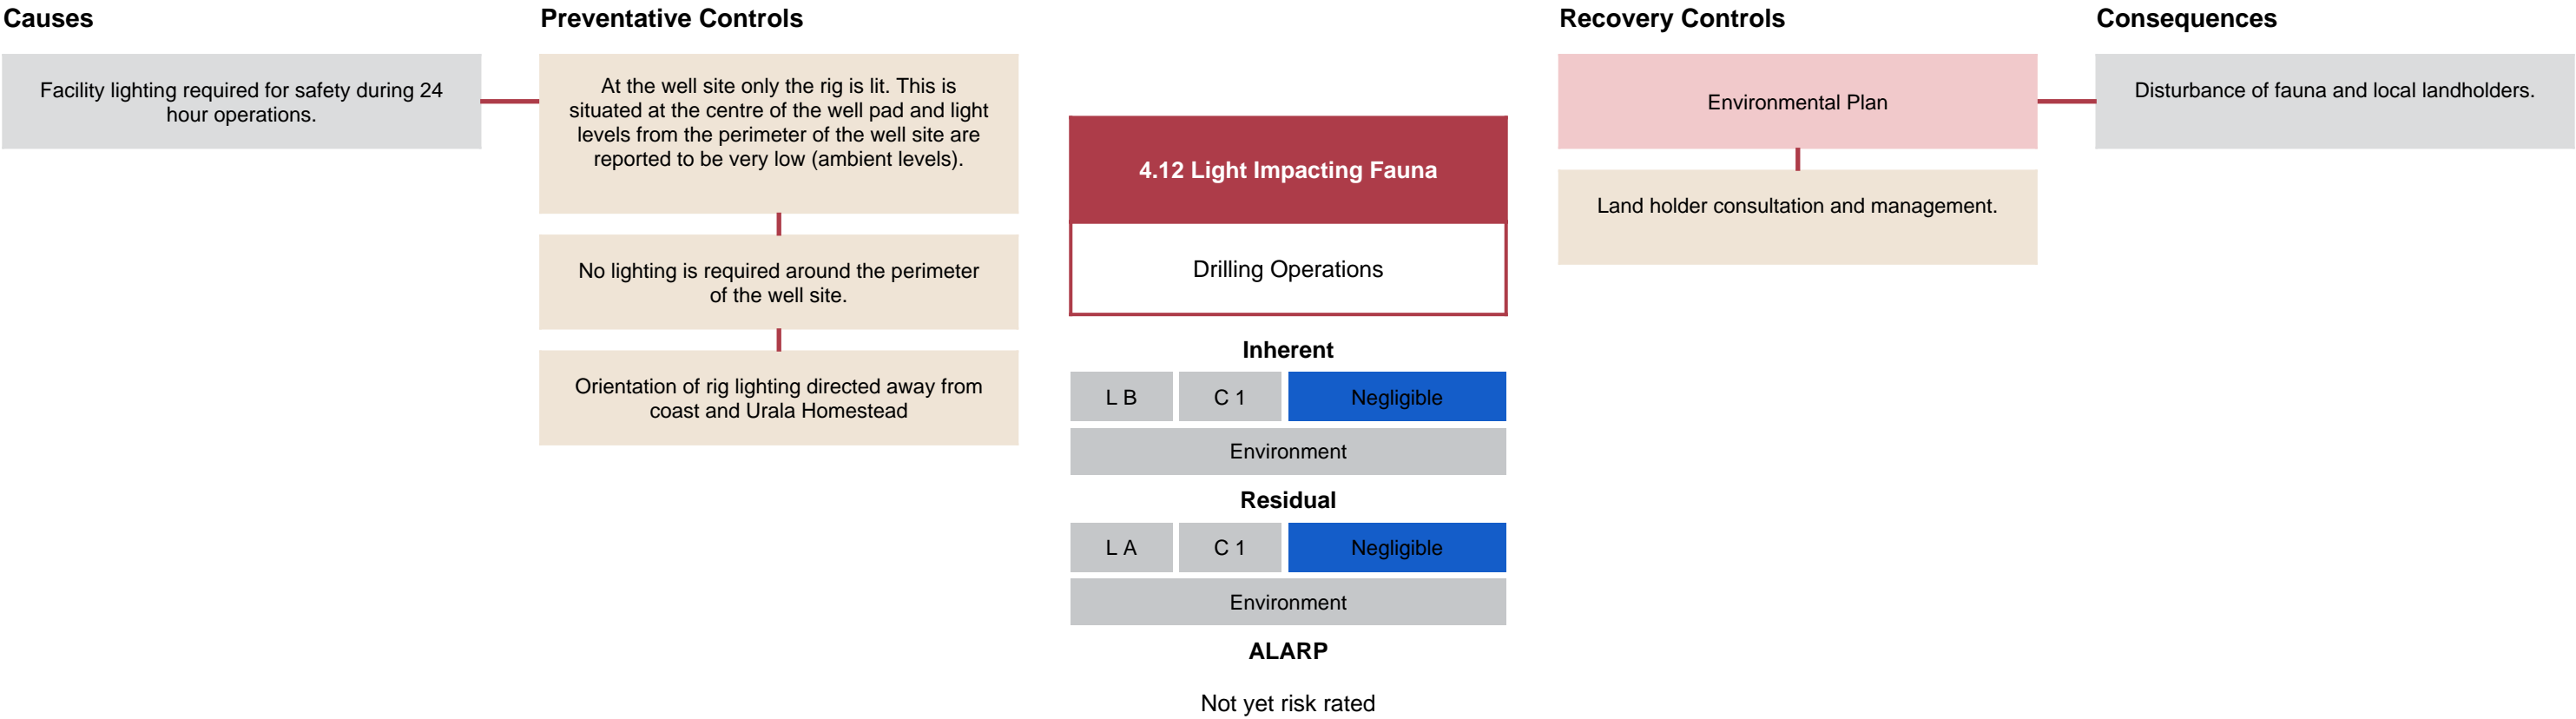 Causes
Facility lighting required for safety during 24
hour operations.
Preventative Controls
At the well site only the rig is lit. This is
situated at the centre of the well pad and light
levels from the perimeter of the well site are
reported to be very low (ambient levels).
No lighting is required around the perimeter
of the well site.
Orientation of rig lighting directed away from
coast and Urala Homestead
4.12 Light Impacting Fauna
Drilling Operations
Inherent
L B
C 1
Negligible
Environment
Residual
L A
C 1
Negligible
Environment
ALARP
Not yet risk rated
Recovery Controls
Environmental Plan
Land holder consultation and management.
Consequences
Disturbance of fauna and local landholders.